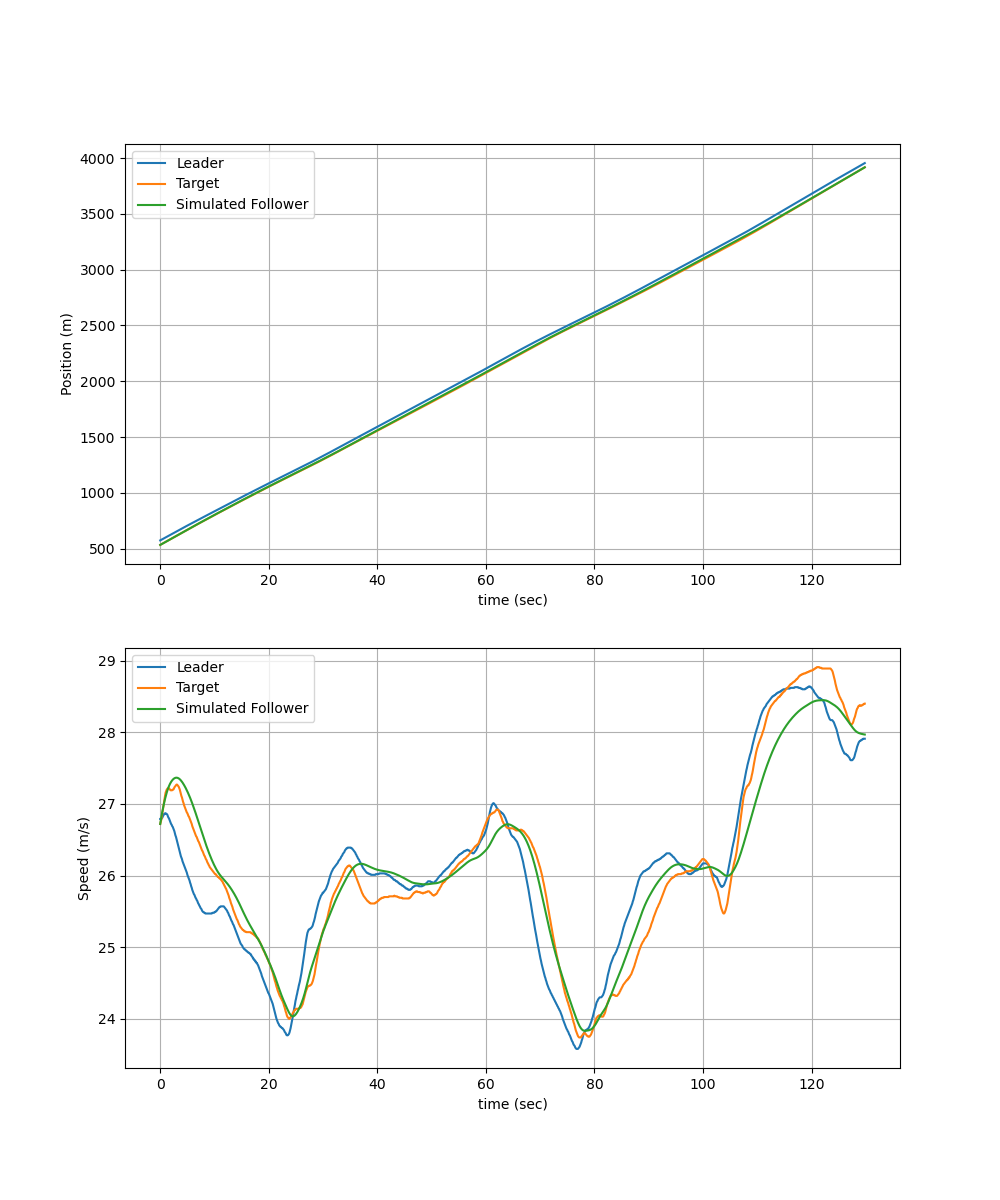 4000
3500
3000
2500
2000
1500
1000
500
Position (m)
Leader
Target
Simulated Follower
0 20 40 60 80 100 120
time (sec)
29
28
27
26
25
24
Speed (m/s)
Leader
Target
Simulated Follower
0 20 40 60 80 100 120
time (sec)